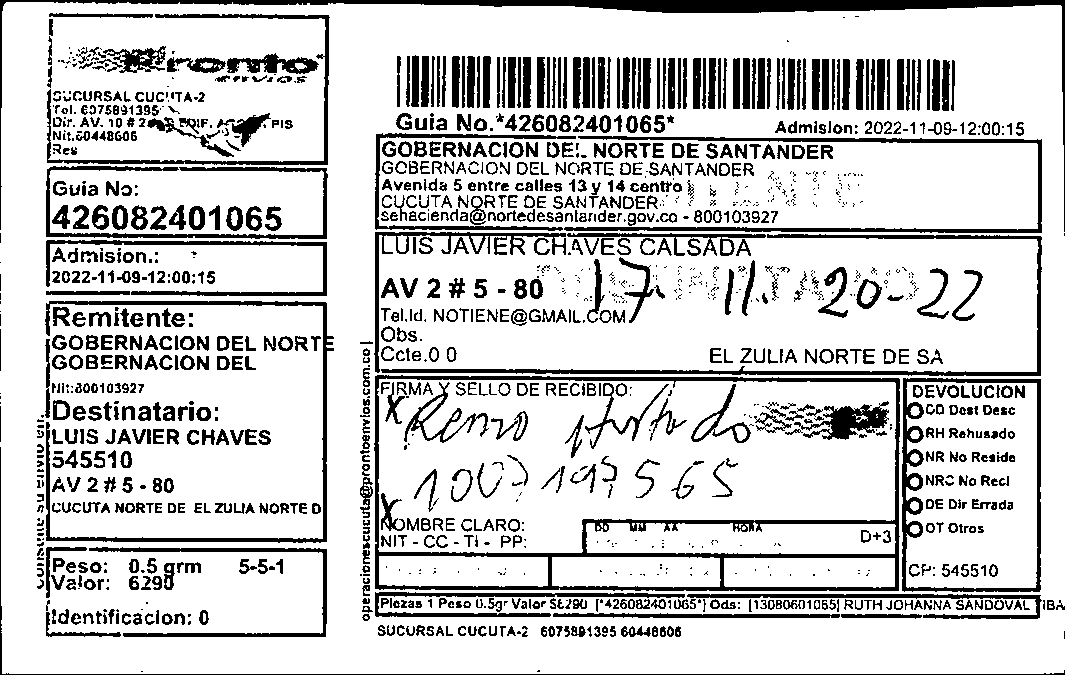 Pronto
envios
SUCURSAL CUCUTA-2
Tel. 6075891395
Dir. AV. 10 # 2 EDIF. PIS
Nit.60448606
Res
Guia No:
426082401065
Admision.:
2022-11-09-12:00:15
Remitente:
GOBERNACION DEL NORTE
GOBERNACION DEL
Nit:800103927
Destinatario:
LUIS JAVIER CHAVES
545510
AV 2 # 5 - 80
CUCUTA NORTE DE EL ZULIA NORTE D
Peso: 0.5 grm 5-5-1
Valor: 6290
Identificacion: 0
Guia No.*426082401065*
Admision: 2022-11-09-12:00:15
GOBERNACION DEL NORTE DE SANTANDER
GOBERNACION DEL NORTE DE SANTANDER
Avenida 5 entre calles 13 y 14 centro
CUCUTA NORTE DE SANTANDER
sehacienda@nortedesantander.gov.co - 800103927
LUIS JAVIER CHAVES CALSADA
AV 2 # 5 - 80
17. 11. 20-22
Tel.Id. NOTIENE@GMAIL.COM
Obs.
Ccte.0 0
EL ZULIA NORTE DE SA
operacionescucuta@prontoenvios.com.co
FIRMA Y SELLO DE RECIBIDO:
x Renzo Hurtado
1007197565
x
NOMBRE CLARO:
NIT - CC - TI - PP:
DD MM AA HORA
D+3
DEVOLUCION
CD Dest Desc
RH Rehusado
NR No Reside
NRC No Recl
DE Dir Errada
OT Otros
CP: 545510
Piezas 1 Peso 0.5gr Valor $6290 [*426082401065*] Ods: [13080601065] RUTH JOHANNA SANDOVAL TIBA
SUCURSAL CUCUTA-2 6075891395 60448606